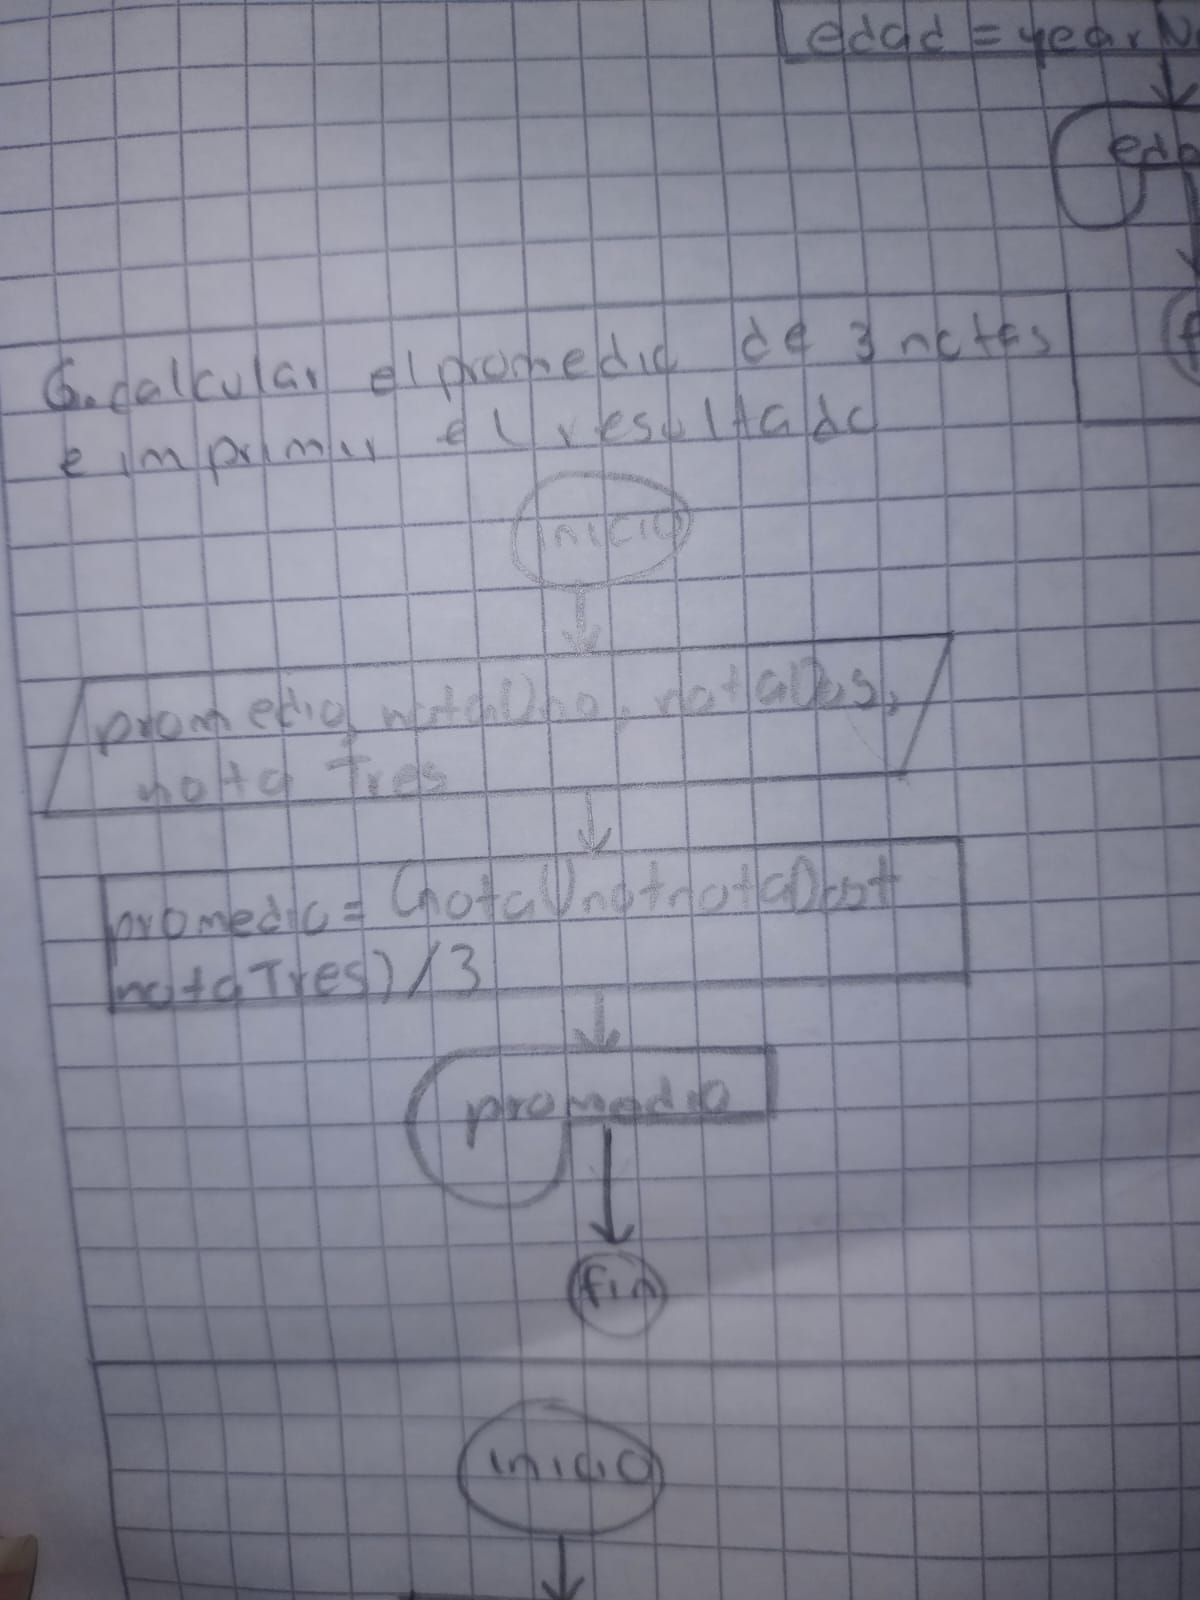 edad = year
6. calcular el promedio de 3 notas
e imprimir el resultado
inicio
promedio, notaUno, notaDos,
nota Tres
promedio = (notaUno+notaDos+
notaTres)/3
promedio
fin
inicio